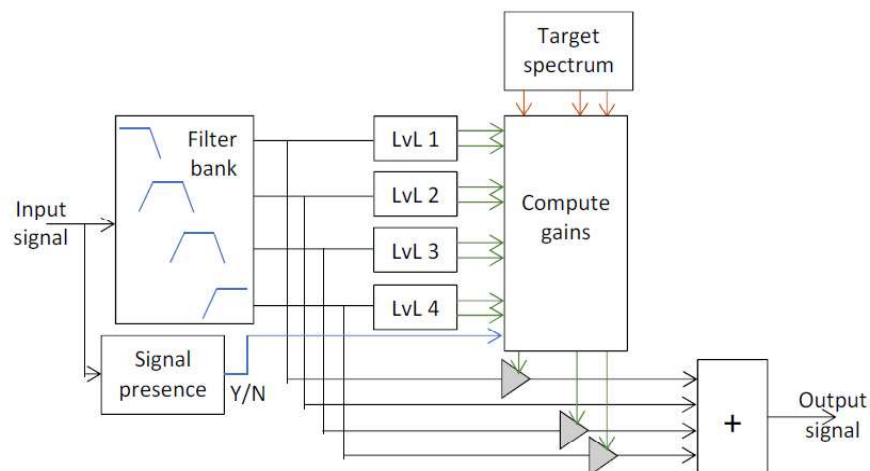 Target
spectrum
Filter
bank
LvL 1
LvL 2
LvL 3
LvL 4
Compute
gains
Input
signal
Signal
presence
Y/N
+
Output
signal